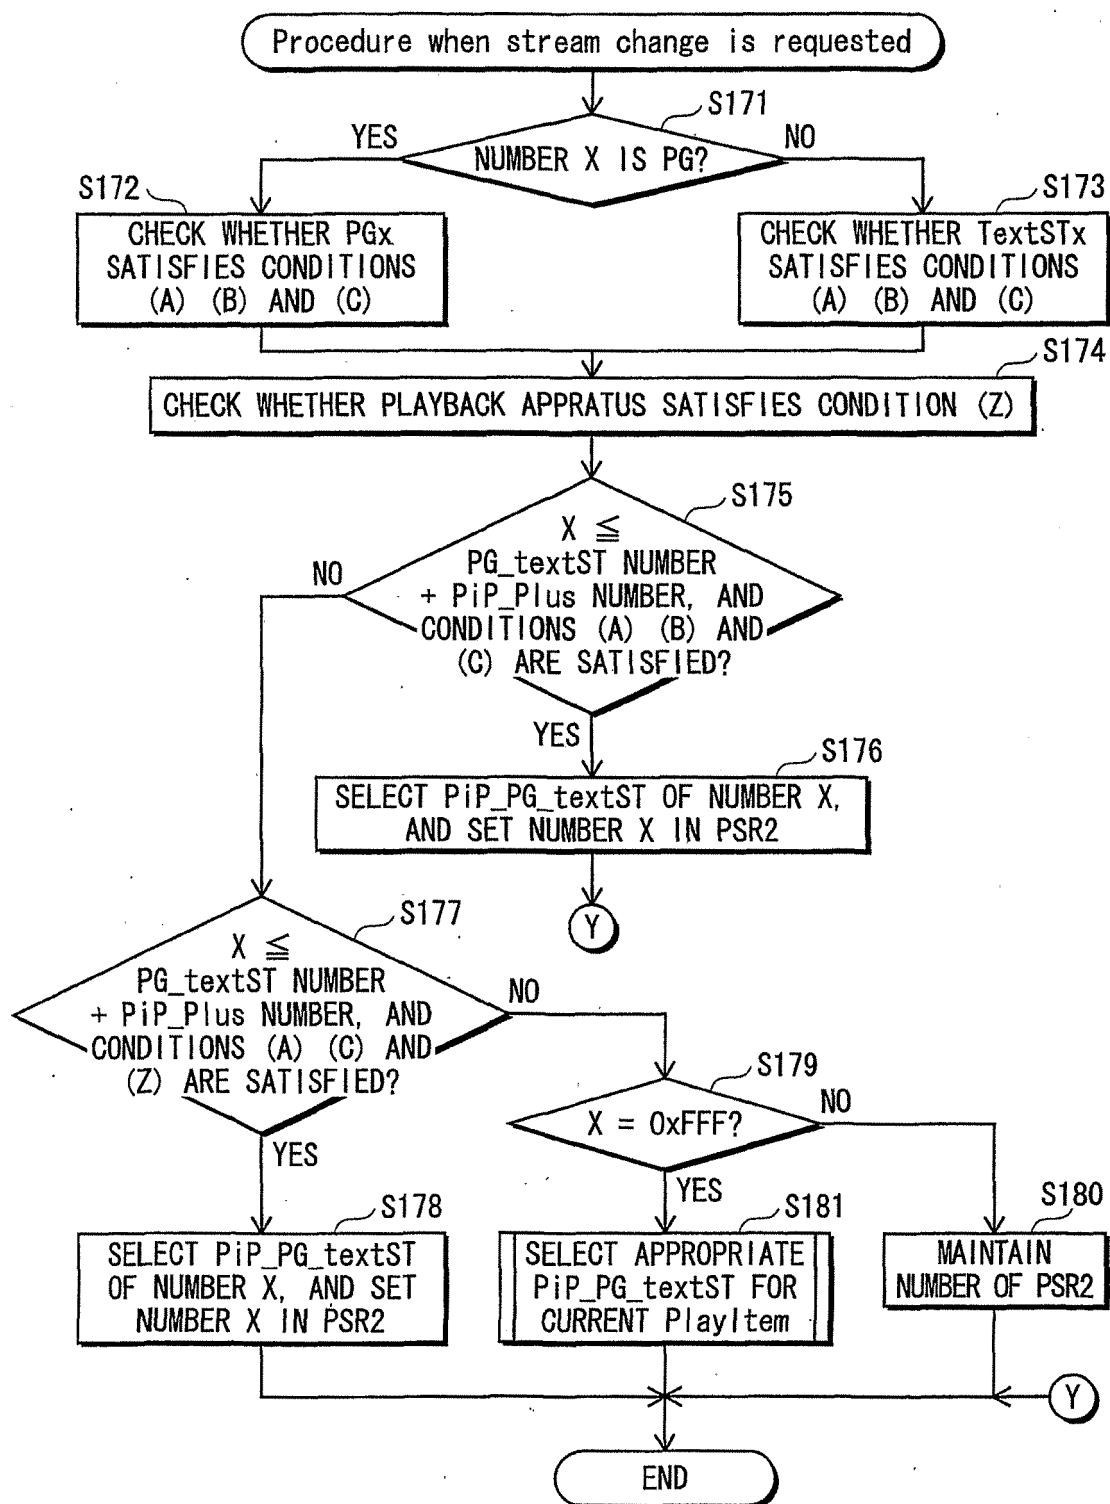 Procedure when stream change is requested
S171
YES
NO
NUMBER X IS PG?
S172
S173
CHECK WHETHER PGx
SATISFIES CONDITIONS
(A) (B) AND (C)
CHECK WHETHER TextSTx
SATISFIES CONDITIONS
(A) (B) AND (C)
S174
CHECK WHETHER PLAYBACK APPRATUS SATISFIES CONDITION (Z)
S175
X ≦
PG_textST NUMBER
+ PiP_Plus NUMBER, AND
CONDITIONS (A) (B) AND
(C) ARE SATISFIED?
NO
YES
S176
SELECT PiP_PG_textST OF NUMBER X,
AND SET NUMBER X IN PSR2
Y
S177
X ≦
PG_textST NUMBER
+ PiP_Plus NUMBER, AND
CONDITIONS (A) (C) AND
(Z) ARE SATISFIED?
NO
YES
S179
X = 0xFFF?
NO
YES
S178
SELECT PiP_PG_textST
OF NUMBER X, AND SET
NUMBER X IN PSR2
S181
SELECT APPROPRIATE
PiP_PG_textST FOR
CURRENT PlayItem
S180
MAINTAIN
NUMBER OF PSR2
Y
END